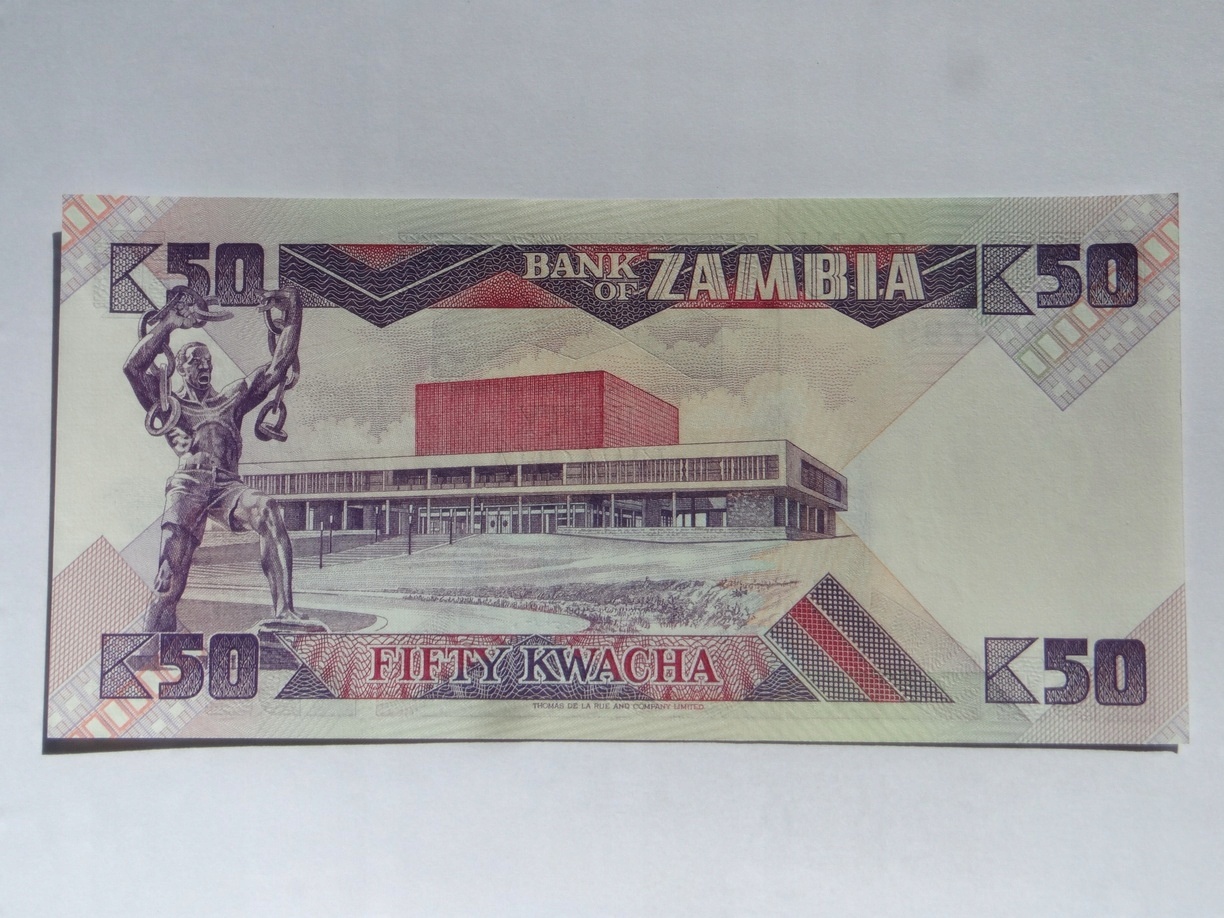 K50 BANK OF ZAMBIA K50
K50 FIFTY KWACHA K50
THOMAS DE LA RUE AND COMPANY LIMITED